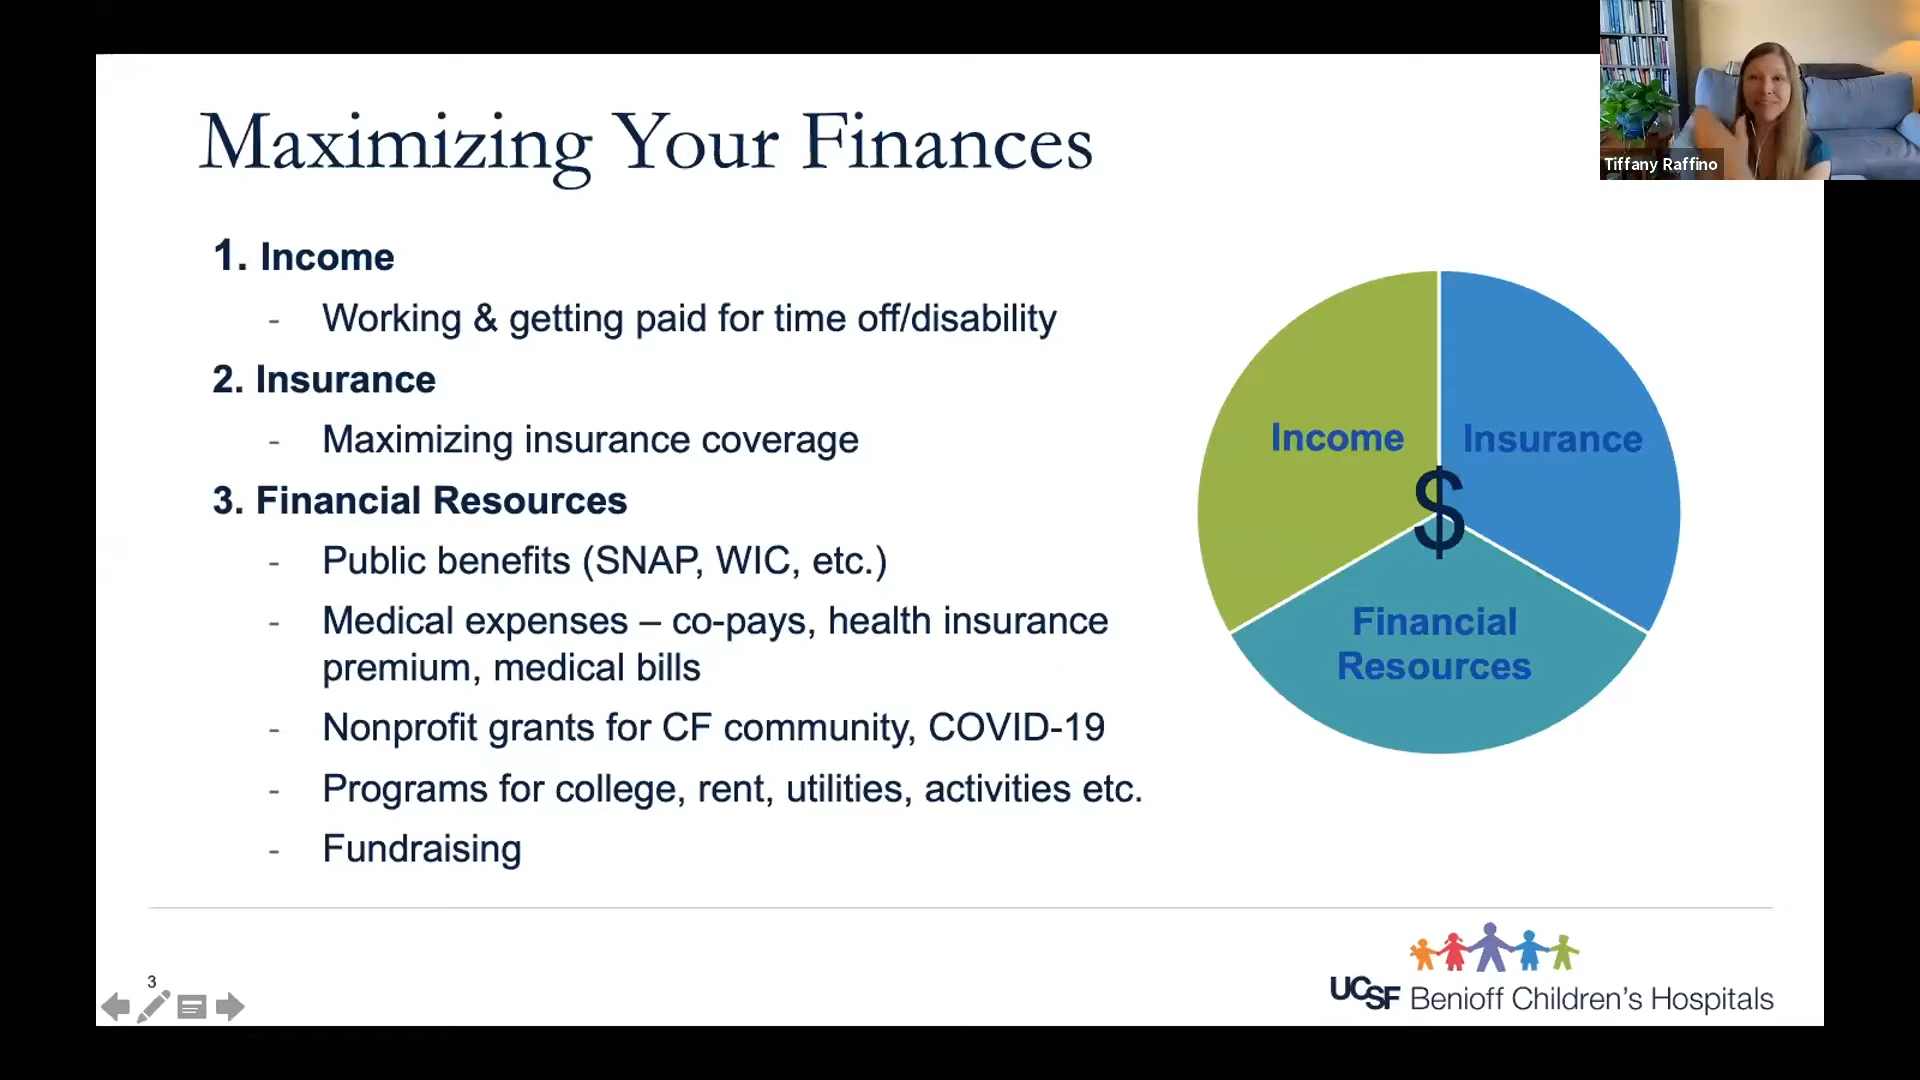 Maximizing Your Finances
Tiffany Raffino
1. Income
- Working & getting paid for time off/disability
2. Insurance
- Maximizing insurance coverage
3. Financial Resources
- Public benefits (SNAP, WIC, etc.)
- Medical expenses – co-pays, health insurance
premium, medical bills
- Nonprofit grants for CF community, COVID-19
- Programs for college, rent, utilities, activities etc.
- Fundraising
Income
Insurance
$
Financial
Resources
3
UCSF Benioff Children's Hospitals